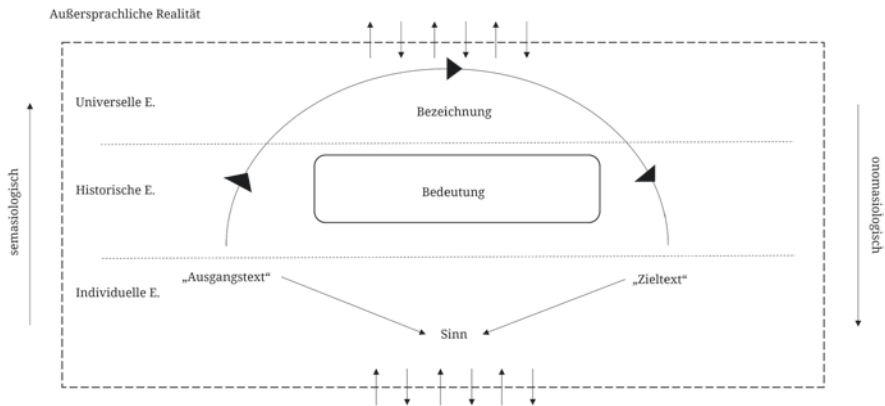 Außersprachliche Realität
Universelle E.
Bezeichnung
semasiologisch
Historische E.
Bedeutung
onomasiologisch
„Ausgangstext“
„Zieltext“
Individuelle E.
Sinn